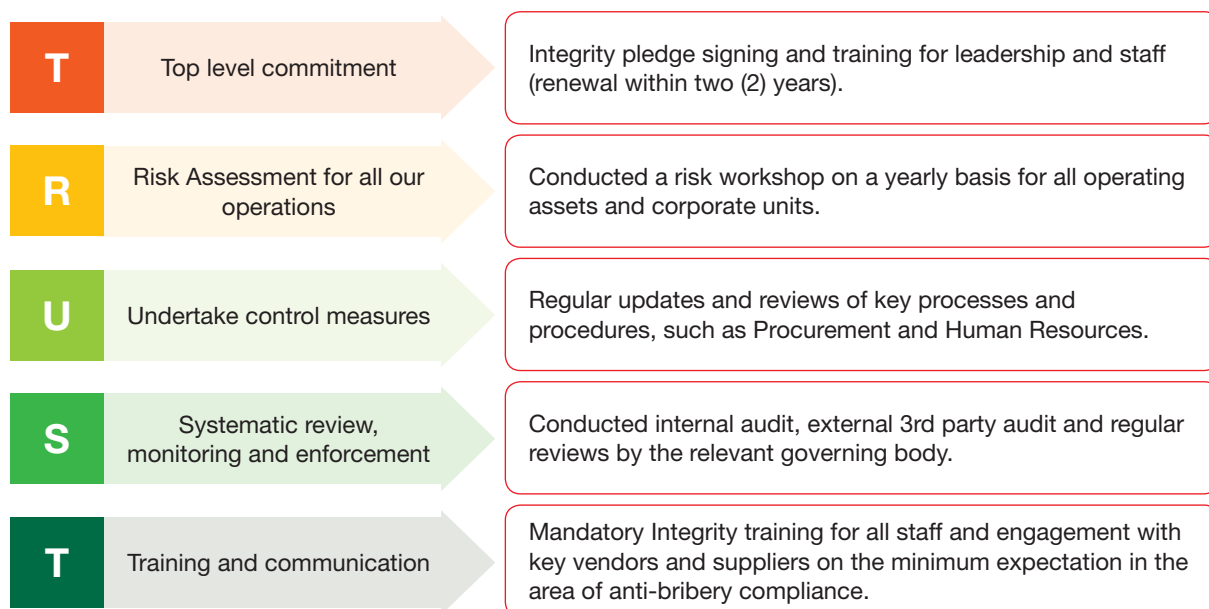 T
Top level commitment
Integrity pledge signing and training for leadership and staff
(renewal within two (2) years).
R
Risk Assessment for all our
operations
Conducted a risk workshop on a yearly basis for all operating
assets and corporate units.
U
Undertake control measures
Regular updates and reviews of key processes and
procedures, such as Procurement and Human Resources.
S
Systematic review,
monitoring and enforcement
Conducted internal audit, external 3rd party audit and regular
reviews by the relevant governing body.
T
Training and communication
Mandatory Integrity training for all staff and engagement with
key vendors and suppliers on the minimum expectation in the
area of anti-bribery compliance.